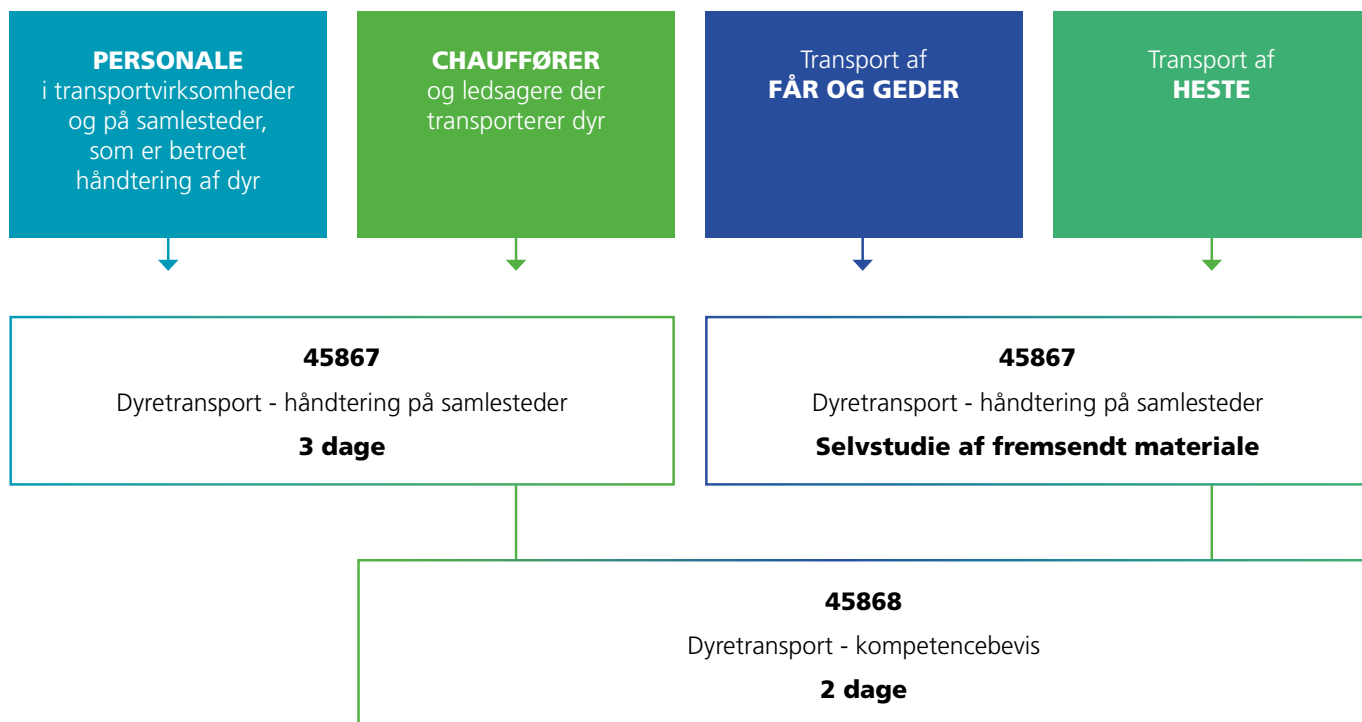 PERSONALE
i transportvirksomheder
og på samlesteder,
som er betroet
håndtering af dyr
CHAUFFØRER
og ledsagere der
transporterer dyr
Transport af
FÅR OG GEDER
Transport af
HESTE
45867
Dyretransport - håndtering på samlesteder
3 dage
45867
Dyretransport - håndtering på samlesteder
Selvstudie af fremsendt materiale
45868
Dyretransport - kompetencebevis
2 dage